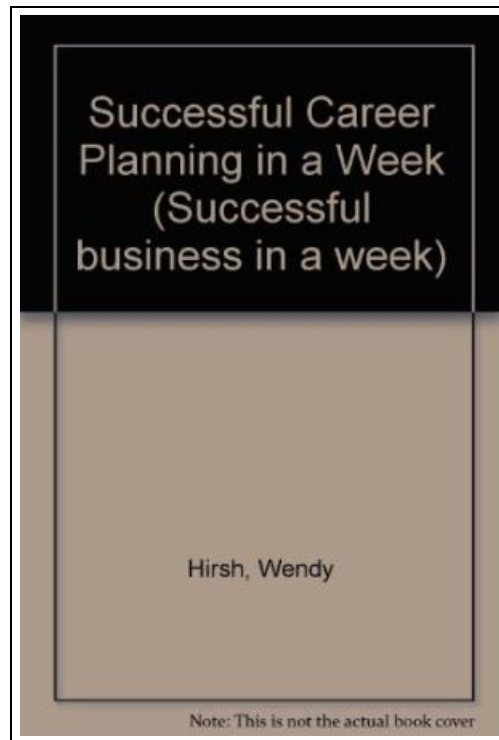 Successful Career
Planning in a Week
(Successful
business in a week)
Hirsh, Wendy
Note: This is not the actual book cover